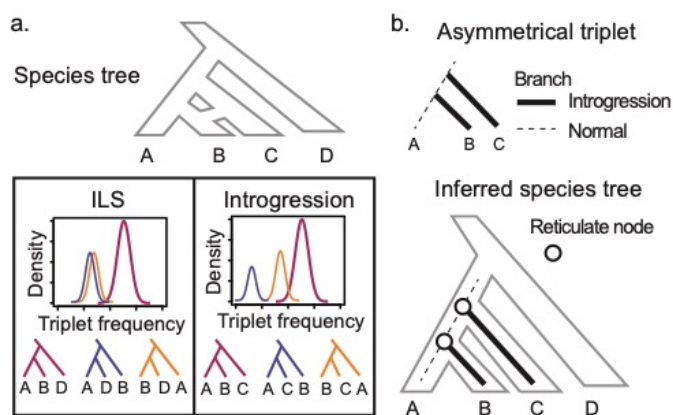 a.
Species tree
A B C D
ILS
Density
Triplet frequency
A B D A D B B D A
Introgression
Density
Triplet frequency
A B C A C B B C A
b.
Asymmetrical triplet
Branch
Introgression
Normal
A B C
Inferred species tree
Reticulate node
A B C D